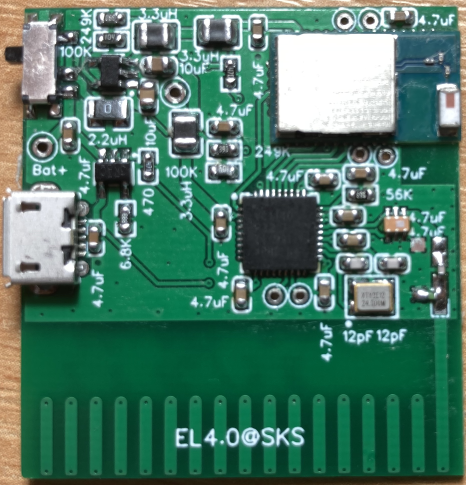 249K
3.3uH
4.7uF
100K
3.3uH
10uF
4.7uF
2.2uH
4.7uF
10uF
249K
Bat+
4.7uF
470
100K
3.3uH
4.7uF
4.7uF
56K
4.7uF
4.7uF
6.8K
4.7uF
4.7uF
4.7uF
4.7uF
12pF 12pF
EL4.0@SKS